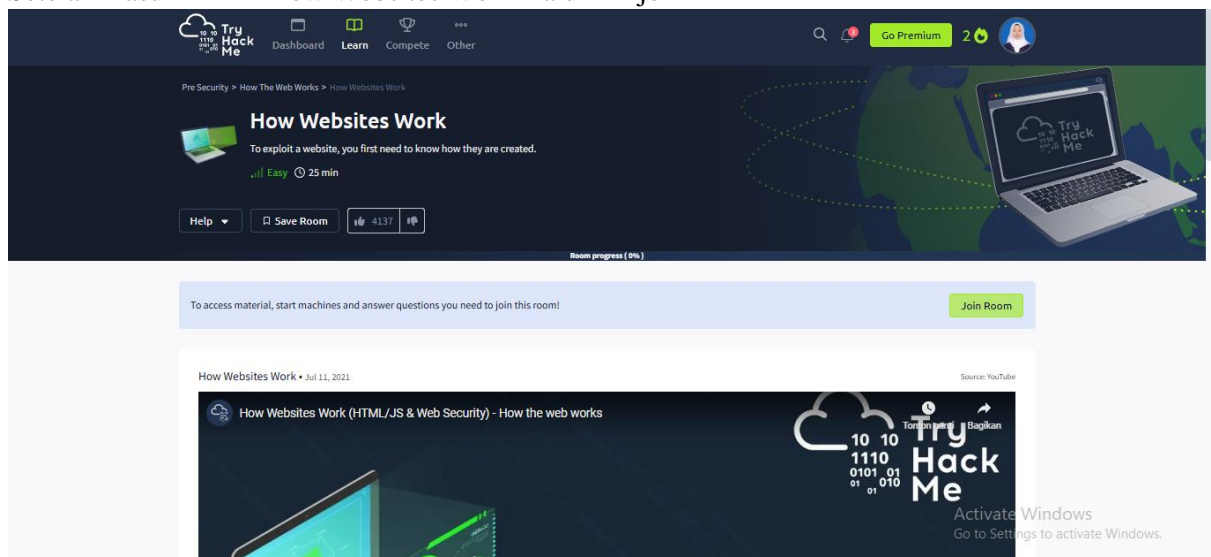 Try
Hack
Me
Dashboard
Learn
Compete
Other
Go Premium
2
Pre Security > How The Web Works > How Websites Work
How Websites Work
To exploit a website, you first need to know how they are created.
Easy
25 min
Help
Save Room
4137
Room progress ( 0% )
To access material, start machines and answer questions you need to join this room!
Join Room
How Websites Work • Jul 11, 2021
Source: YouTube
How Websites Work (HTML/JS & Web Security) - How the web works
Bagikan
Try
Hack
Me
10 10
1110
0101 01
01 01 010
Activate Windows
Go to Settings to activate Windows.